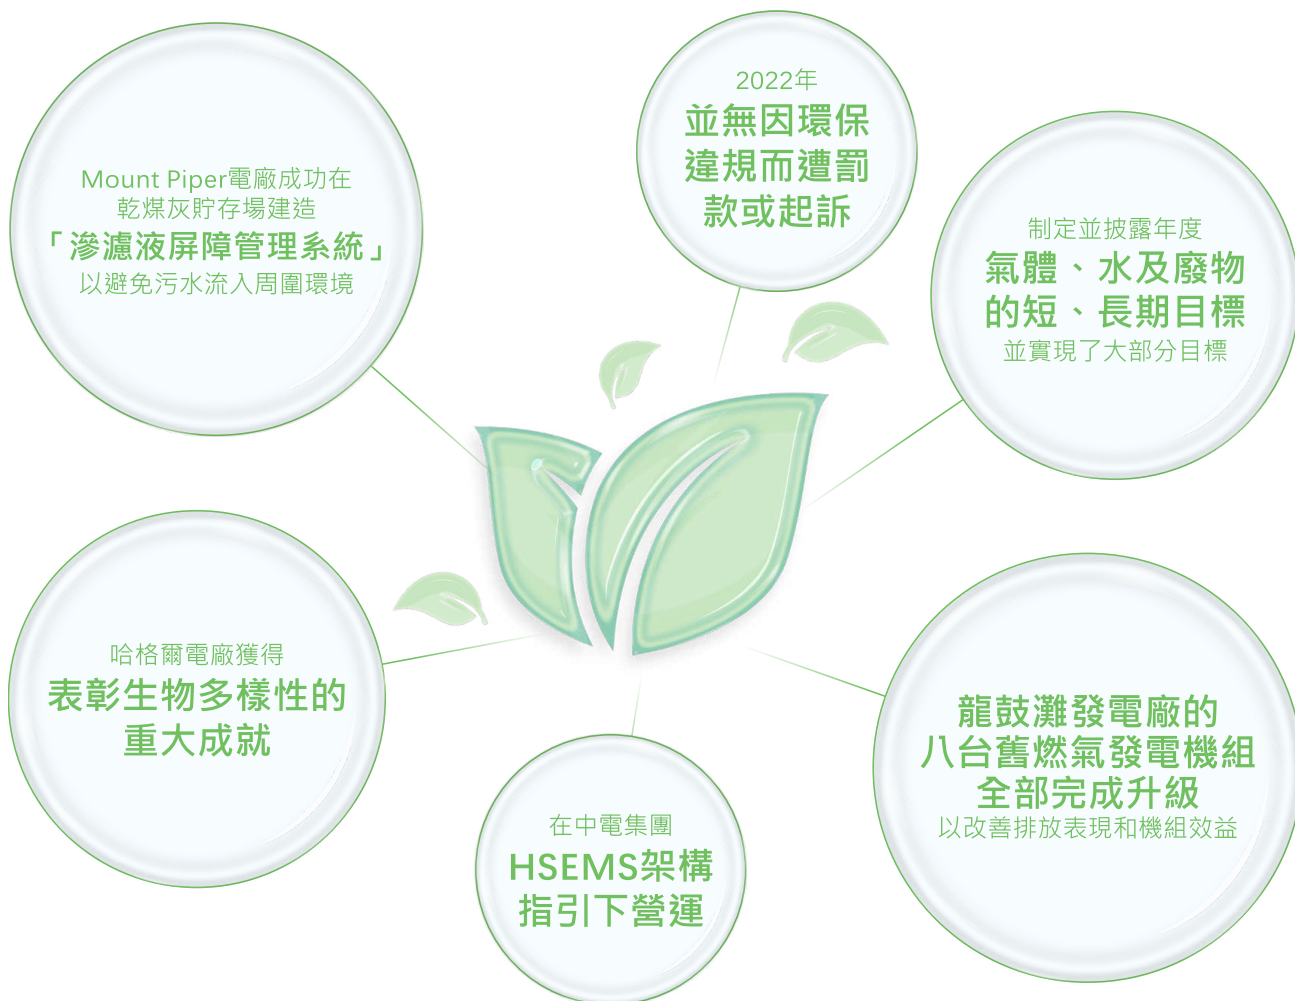 Mount Piper電廠成功在
乾煤灰貯存場建造
「滲濾液屏障管理系統」
以避免污水流入周圍環境
2022年
並無因環保
違規而遭罰
款或起訴
制定並披露年度
氣體、水及廢物
的短、長期目標
並實現了大部分目標
哈格爾電廠獲得
表彰生物多樣性的
重大成就
在中電集團
HSEMS架構
指引下營運
龍鼓灘發電廠的
八台舊燃氣發電機組
全部完成升級
以改善排放表現和機組效益